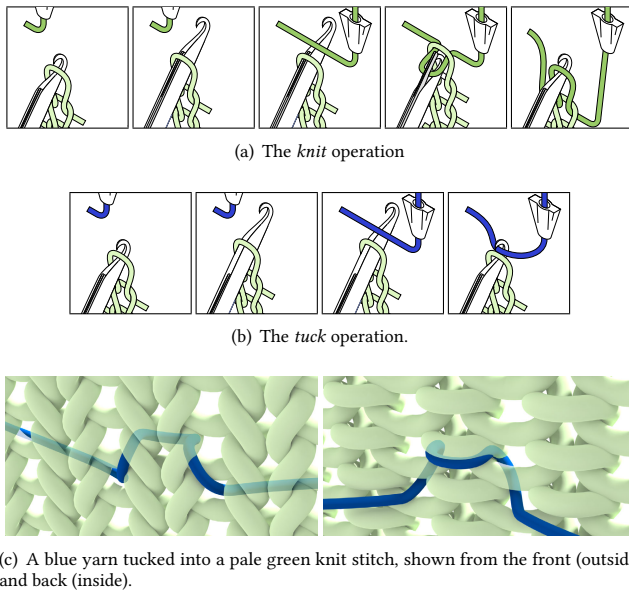 (a) The knit operation
(b) The tuck operation.
(c) A blue yarn tucked into a pale green knit stitch, shown from the front (outside
and back (inside).